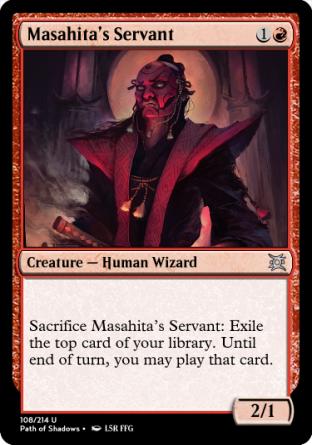 Masahita's Servant 1
Creature — Human Wizard
Sacrifice Masahita's Servant: Exile
the top card of your library. Until
end of turn, you may play that card.
2/1
108/214 U
Path of Shadows • L5R FFG